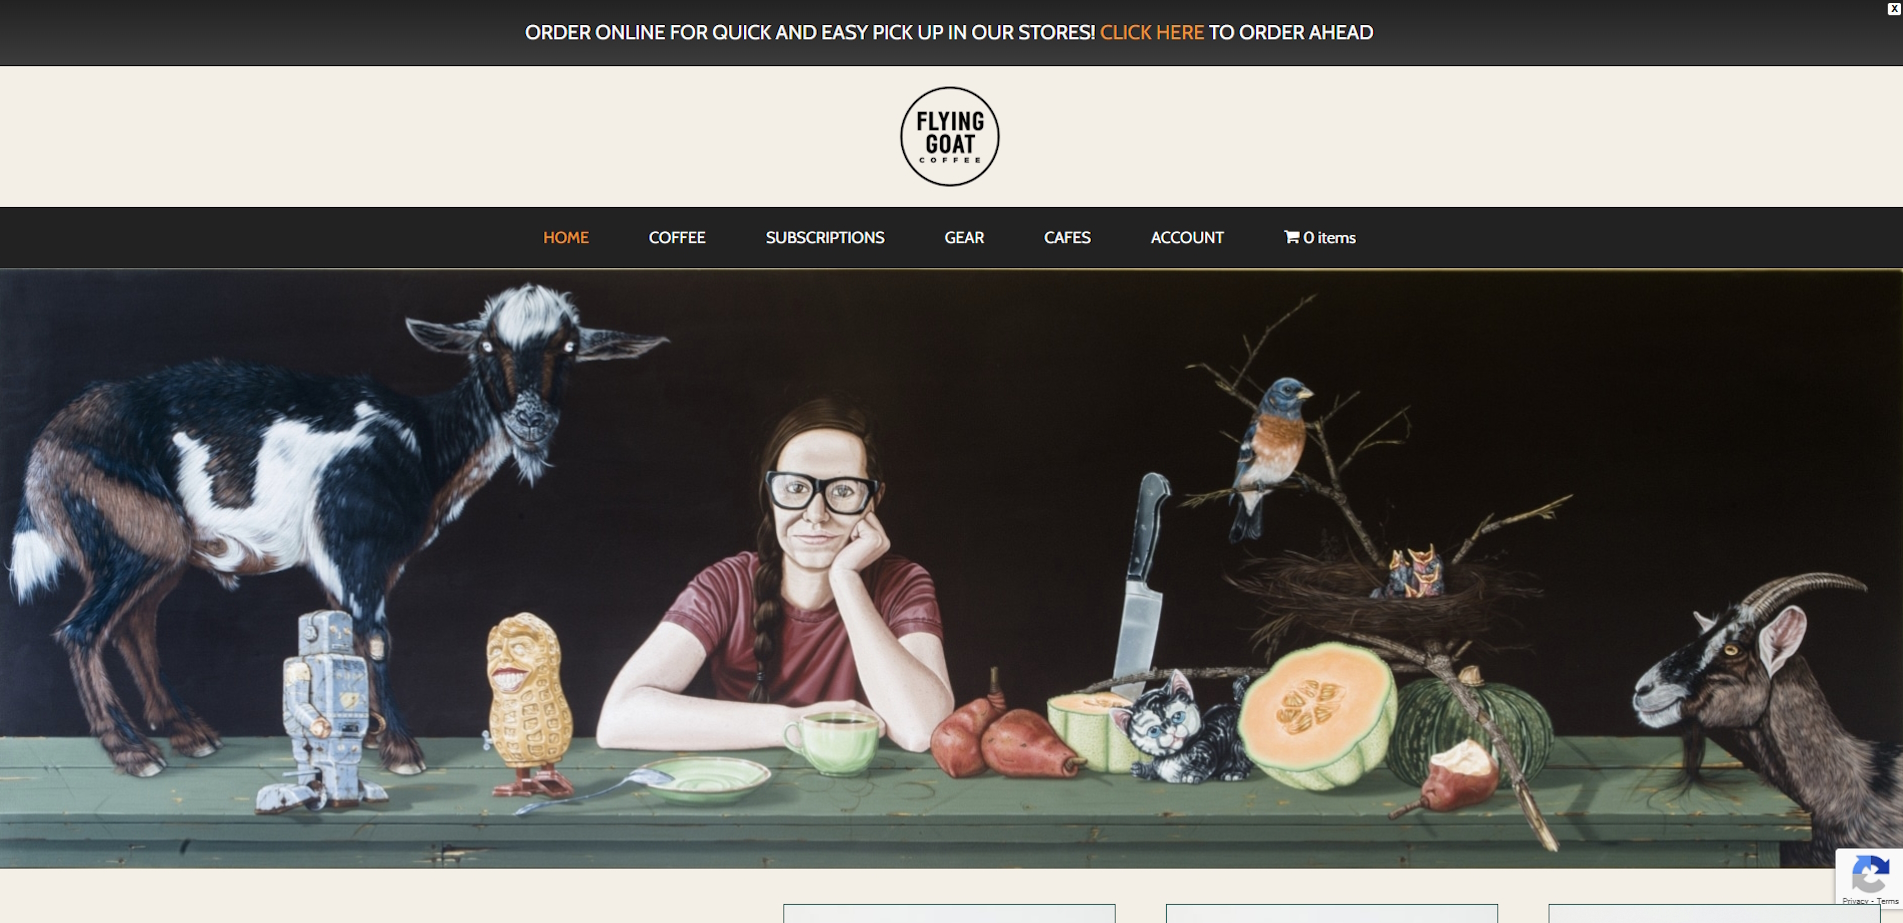 X
ORDER ONLINE FOR QUICK AND EASY PICK UP IN OUR STORES! CLICK HERE TO ORDER AHEAD
FLYING
GOAT
COFFEE
HOME COFFEE SUBSCRIPTIONS GEAR CAFES ACCOUNT 0 items
Privacy - Terms